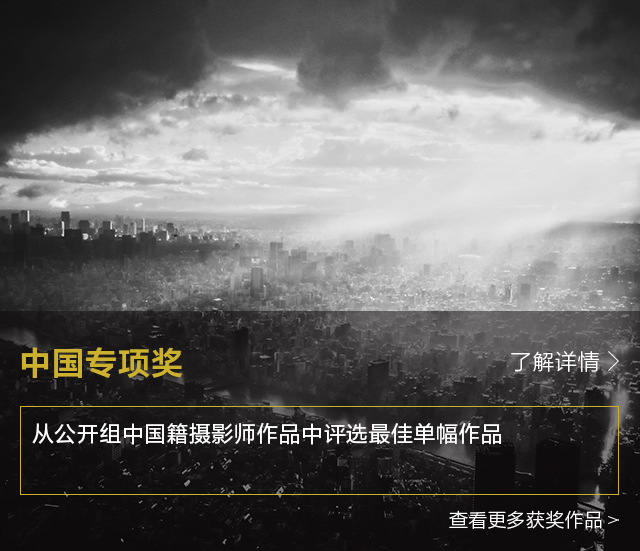 中国专项奖
了解详情 >
从公开组中国籍摄影师作品中评选最佳单幅作品
查看更多获奖作品 >